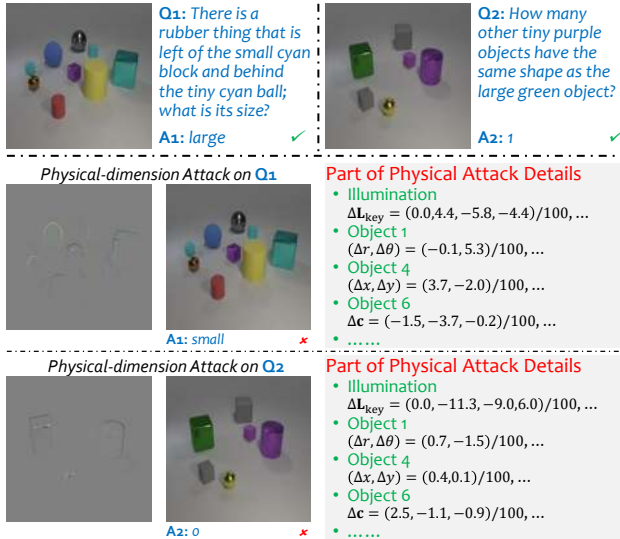 Q1: There is a
rubber thing that is
left of the small cyan
block and behind
the tiny cyan ball;
what is its size?
A1: large ✓
Q2: How many
other tiny purple
objects have the
same shape as the
large green object?
A2: 1 ✓
Physical-dimension Attack on Q1
A1: small ✘
Part of Physical Attack Details
• Illumination
Δ𝐋key = (0.0,4.4, −5.8, −4.4)/100, ...
• Object 1
(Δr, Δθ) = (−0.1, 5.3)/100, ...
• Object 4
(Δx, Δy) = (3.7, −2.0)/100, ...
• Object 6
Δ𝐜 = (−1.5, −3.7, −0.2)/100, ...
• ......
Physical-dimension Attack on Q2
A2: 0 ✘
Part of Physical Attack Details
• Illumination
Δ𝐋key = (0.0, −11.3, −9.0,6.0)/100, ...
• Object 1
(Δr, Δθ) = (0.7, −1.5)/100, ...
• Object 4
(Δx, Δy) = (0.4,0.1)/100, ...
• Object 6
Δ𝐜 = (2.5, −1.1, −0.9)/100, ...
• ......